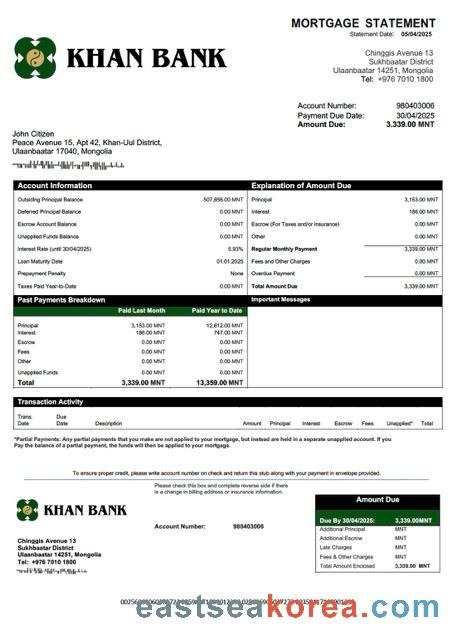 MORTGAGE STATEMENT
Statement Date: 05/04/2025
KHAN BANK
Chinggis Avenue 13
Sukhbaatar District
Ulaanbaatar 14251, Mongolia
Tel: +976 7010 1800
Account Number: 980403006
Payment Due Date: 30/04/2025
Amount Due: 3.339.00 MNT
John Citizen
Peace Avenue 15, Apt 42, Khan-Uul District,
Ulaanbaatar 17040, Mongolia
Account Information
Outsiding Principal Balance 507,855.00 MNT
Deferred Principal Balance 0.00 MNT
Escrow Account Balance 0.00 MNT
Unapplied Funds Balance 0.00 MNT
Interest Rate (until 30/04/2025) 5.93%
Loan Maturity Date 01.01.2025
Prepayment Penalty None
Taxes Paid Year-to-Date 0.00 MNT
Explanation of Amount Due
Principal 3,153.00 MNT
Interest 186.00 MNT
Escrow (For Taxes and/or insurance) 0.00 MNT
Other 0.00 MNT
Regular Monthly Payment 3,339.00 MNT
Fees and Other Charges 0.00 MNT
Overdue Payment 0.00 MNT
Total Amount Due 3,339.00 MNT
Past Payments Breakdown
Paid Last Month Paid Year to Date
Principal 3,153.00 MNT 12,612.00 MNT
Interest 186.00 MNT 747.00 MNT
Escrow 0.00 MNT 0.00 MNT
Fees 0.00 MNT 0.00 MNT
Other 0.00 MNT 0.00 MNT
Unapplied Funds 0.00 MNT 0.00 MNT
Total 3,339.00 MNT 13,359.00 MNT
Important Messages
Transaction Activity
Trans. Date Due Date Description Amount Principal Interest Escrow Fees Unapplied* Total
*Partial Payments: Any partial payments that you make are not applied to your mortgage, but instead are held in a separate unapplied account. If you
Pay the balance of a partial payment, the funds will then be applied to your mortgage.
To ensure proper credit, please write account number on check and return this stub along with your payment in envelope provided.
Please check this box and complete reverse side if there
is a change in billing address or insurance information.
KHAN BANK
Account Number: 980403006
Chinggis Avenue 13
Sukhbaatar District
Ulaanbaatar 14251, Mongolia
Tel: +976 7010 1800
Amount Due
Due By 30/04/2025: 3,339.00MNT
Additional Principal MNT
Additional Escrow MNT
Late Charges MNT
Fees & Other Charges MNT
Total Amount Enclosed 3,339.00 MNT
eastseakorea.com